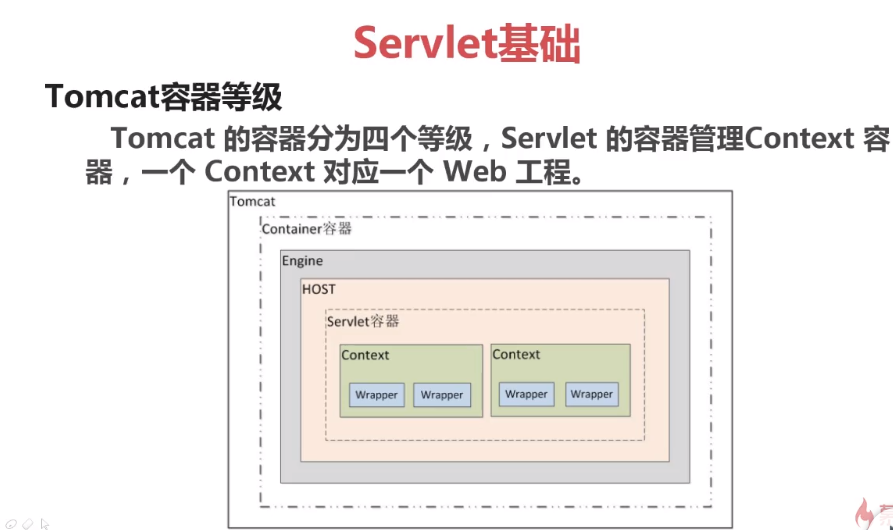 Servlet基础
Tomcat容器等级
Tomcat 的容器分为四个等级，Servlet 的容器管理Context 容
器，一个 Context 对应一个 Web 工程。
Tomcat
Container容器
Engine
HOST
Servlet容器
Context
Context
Wrapper
Wrapper
Wrapper
Wrapper